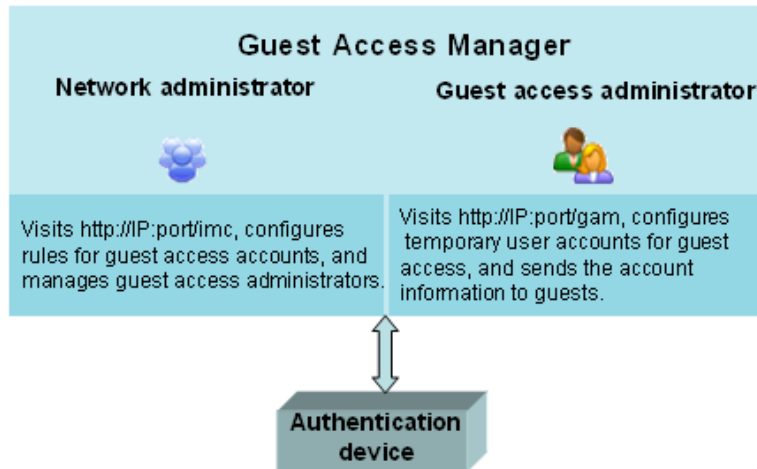 Guest Access Manager
Network administrator
Guest access administrator
Visits http://IP:port/imc, configures
rules for guest access accounts, and
manages guest access administrators.
Visits http://IP:port/gam, configures
temporary user accounts for guest
access, and sends the account
information to guests.
Authentication
device